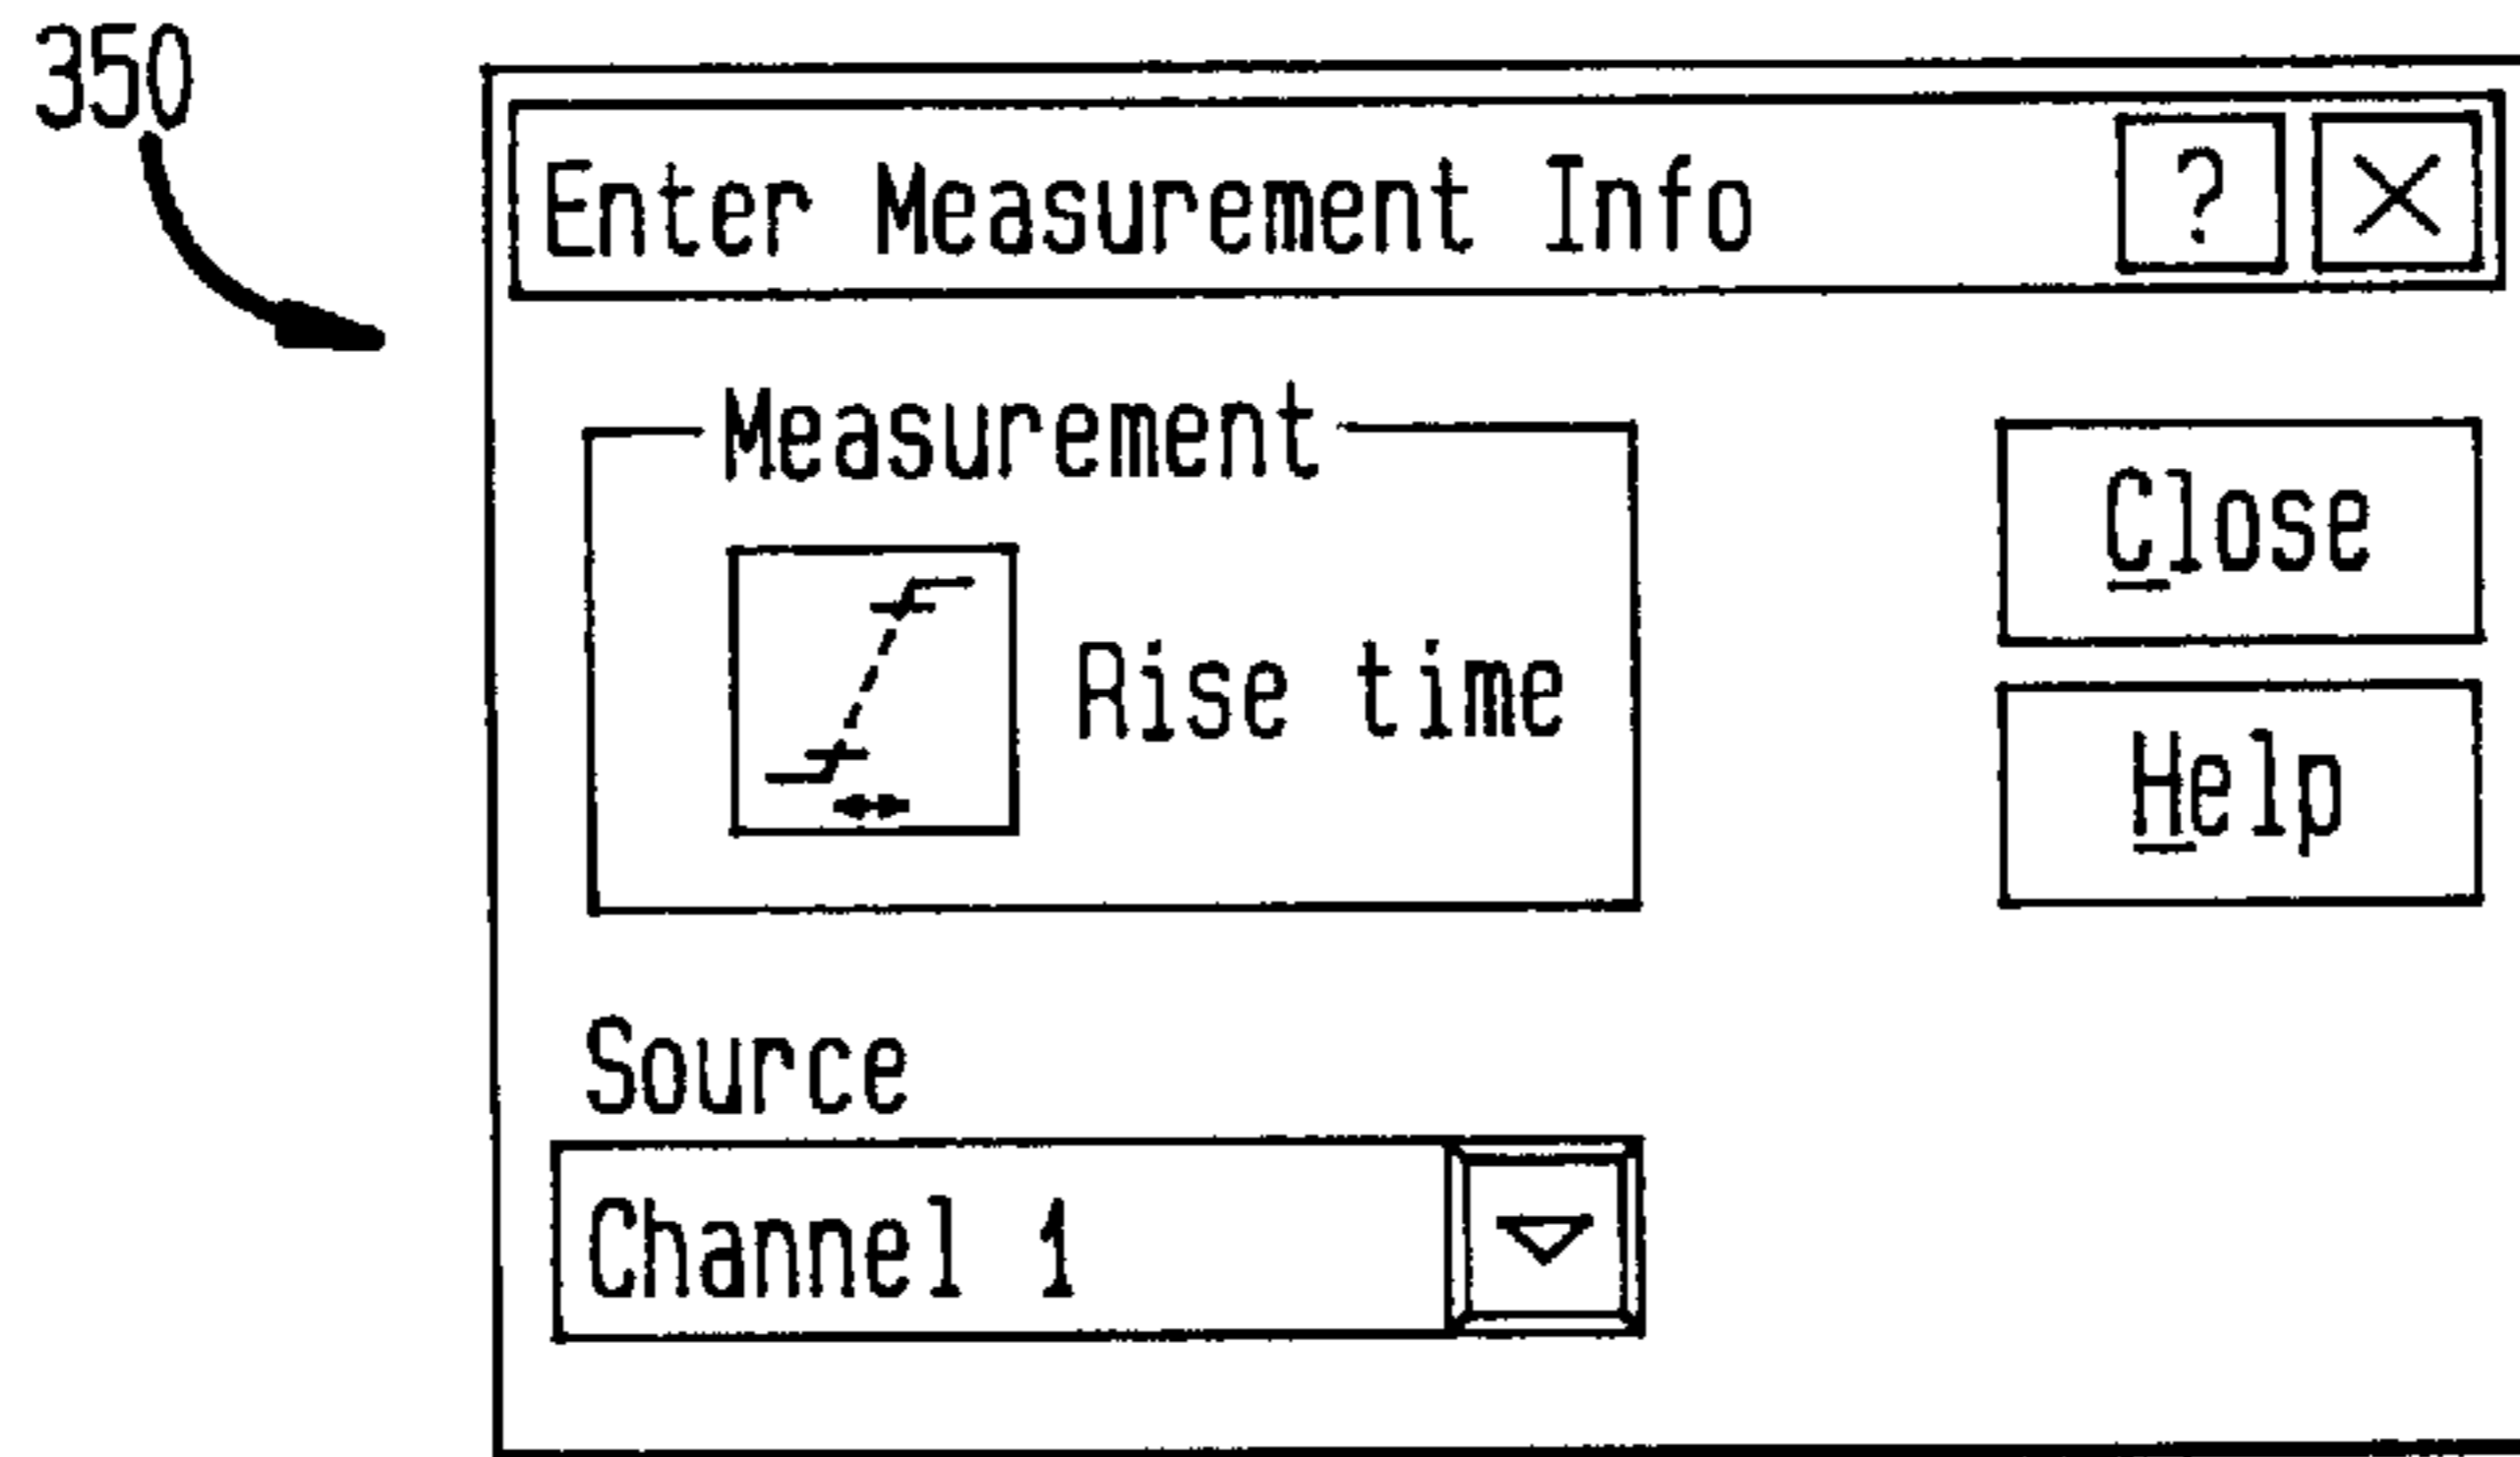 350
Enter Measurement Info ?
Measurement
Close
Rise time
Help
Source
Channel 1